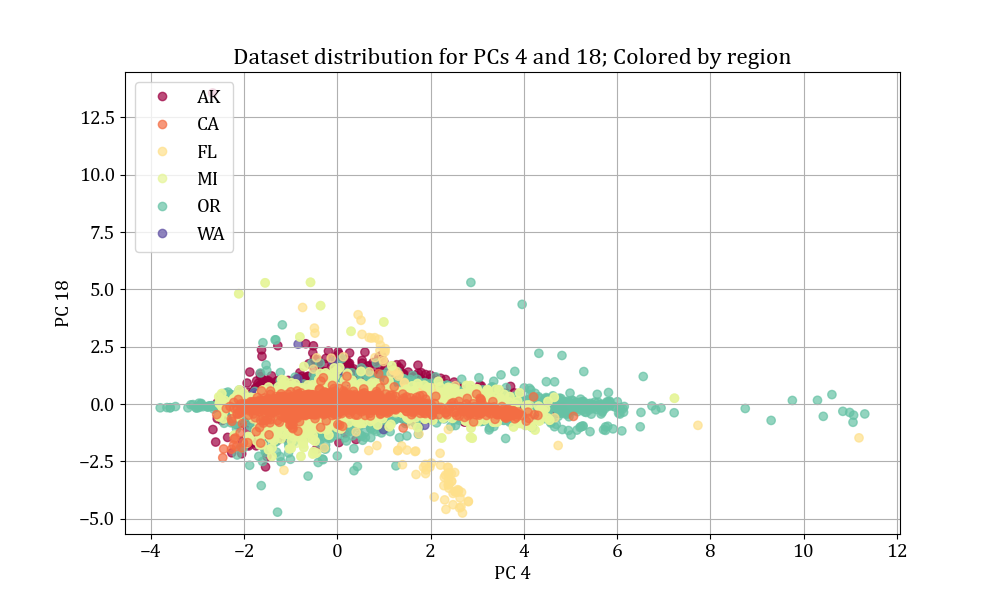 Dataset distribution for PCs 4 and 18; Colored by region
AK
CA
FL
MI
OR
WA
12.5
10.0
7.5
5.0
2.5
0.0
−2.5
−5.0
PC 18
−4
−2
0
2
4
6
8
10
12
PC 4